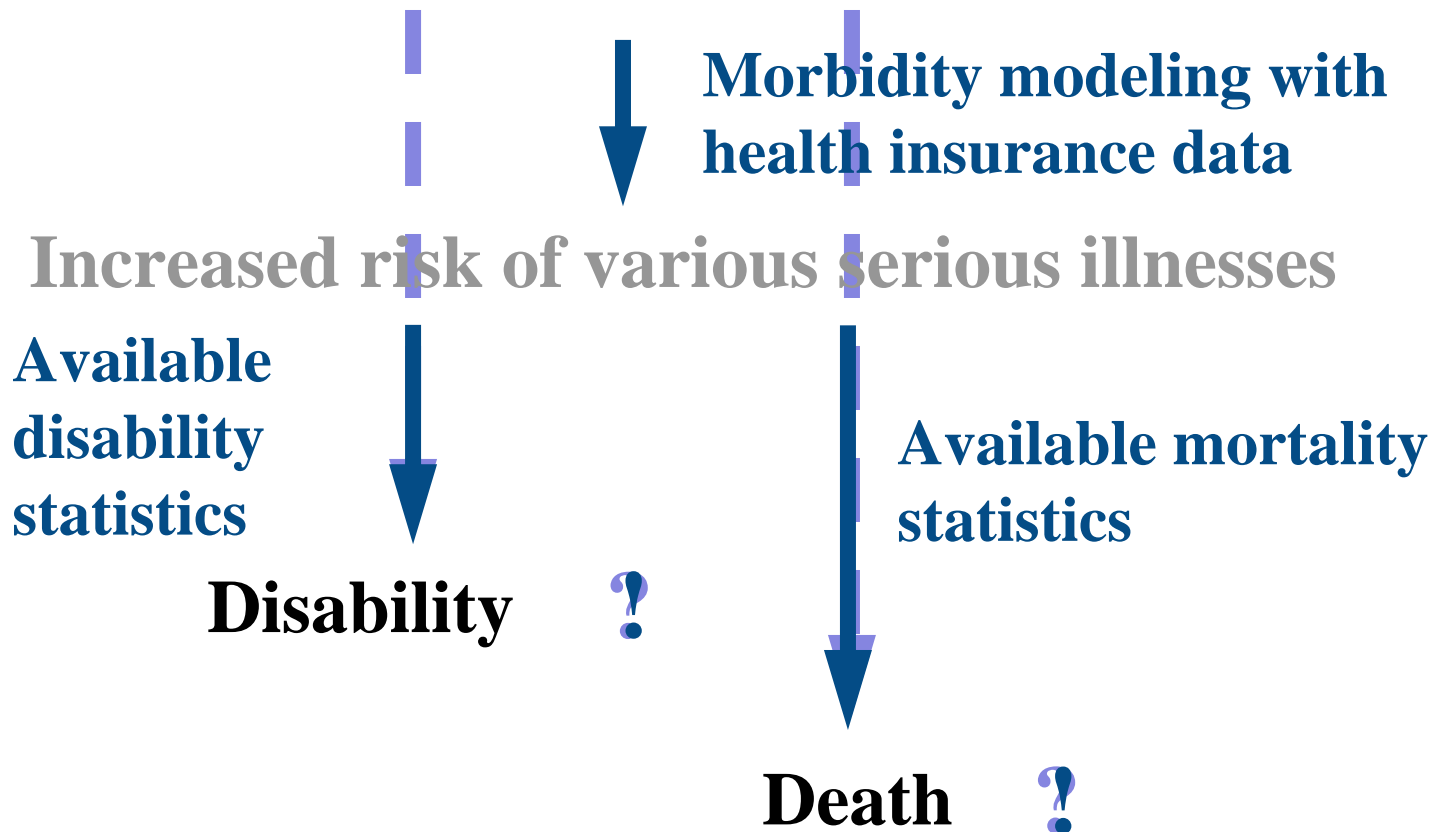 Morbidity modeling with
health insurance data
Increased risk of various serious illnesses
Available
disability
statistics
Available mortality
statistics
Disability ?!
Death ?!